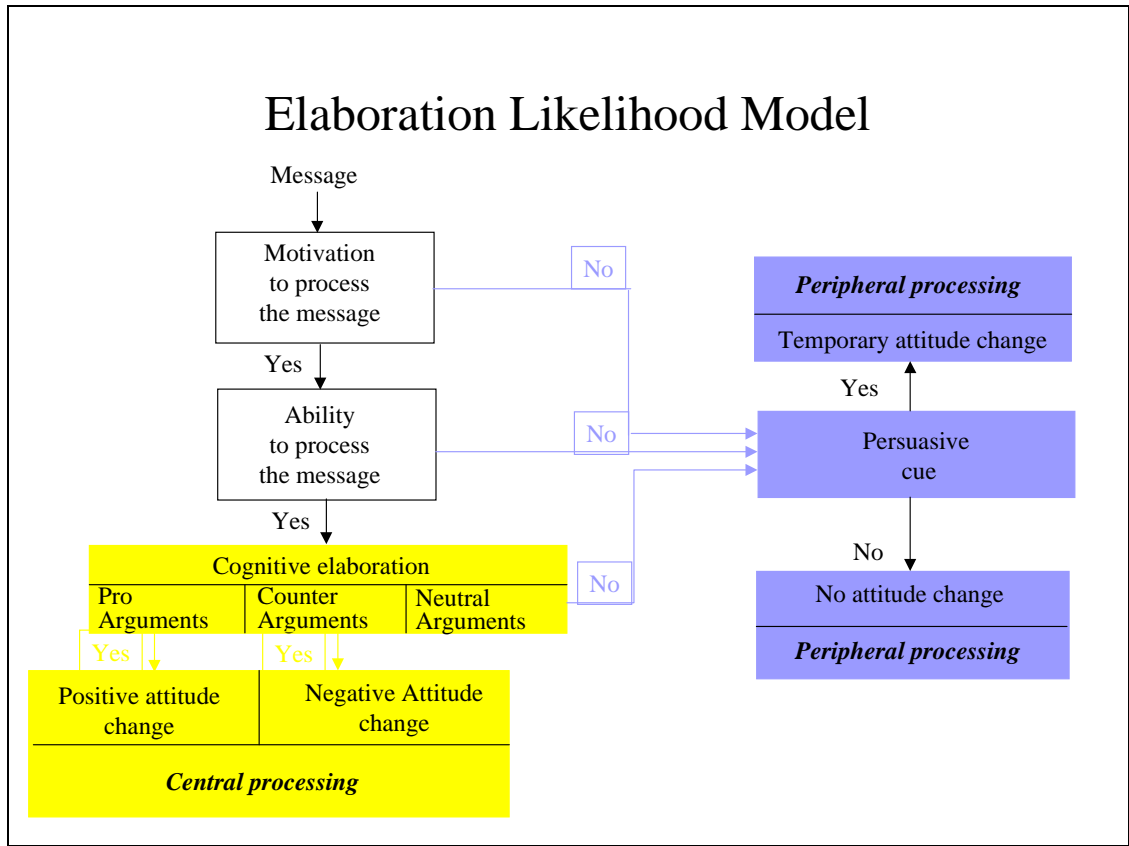 Elaboration Likelihood Model
Message
Motivation
to process
the message
No
Yes
Ability
to process
the message
No
Yes
Cognitive elaboration
Pro
Arguments
Counter
Arguments
Neutral
Arguments
No
Yes
Yes
Positive attitude
change
Negative Attitude
change
Central processing
Peripheral processing
Temporary attitude change
Yes
Persuasive
cue
No
No attitude change
Peripheral processing